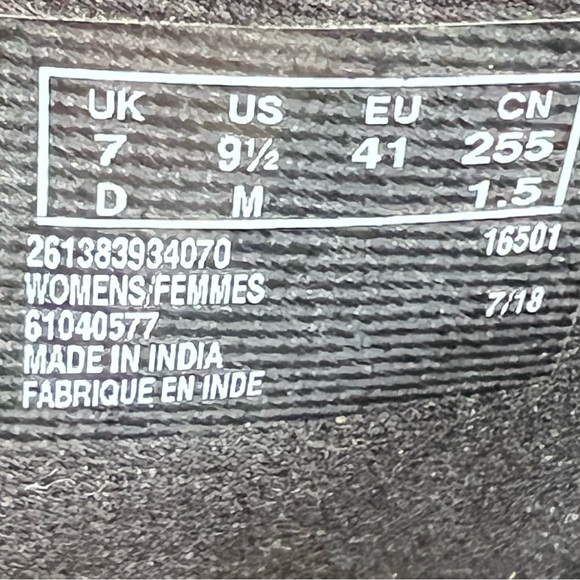 UK US EU CN
7 9½ 41 255
D M 1.5
261383934070 16501
WOMENS/FEMMES 7/18
61040577
MADE IN INDIA
FABRIQUE EN INDE